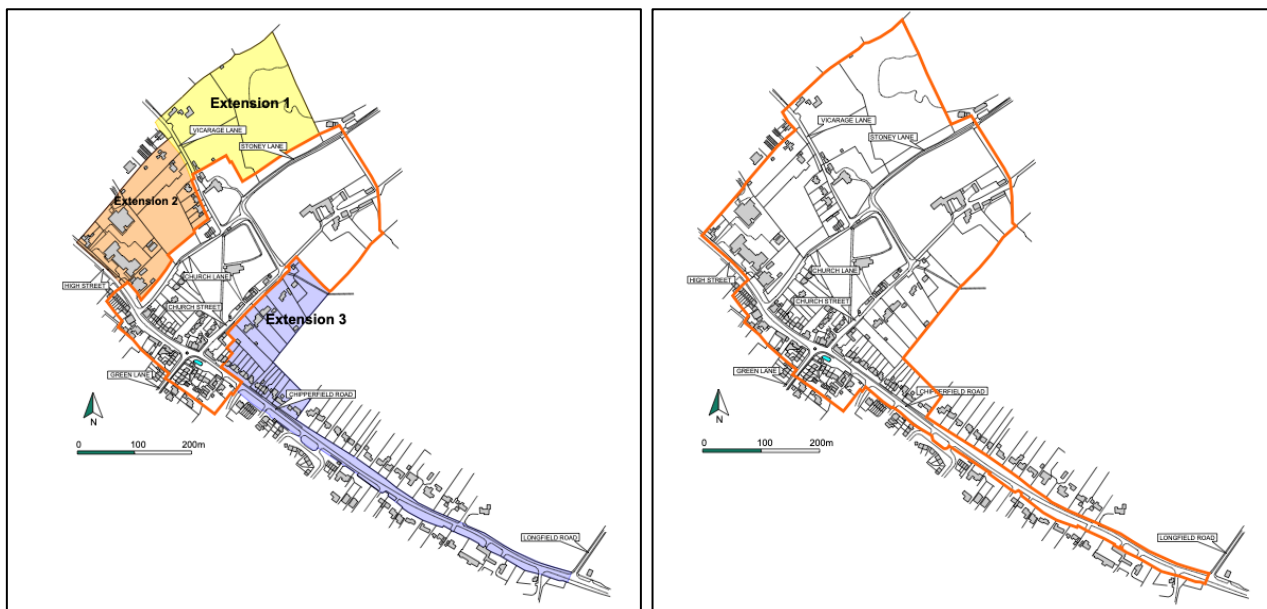 Extension 1
VICARAGE LANE
STONEY LANE
Extension 2
CHURCH LANE
HIGH STREET
CHURCH STREET
Extension 3
GREEN LANE
CHIPPERFIELD ROAD
N
0 100 200m
LONGFIELD ROAD
VICARAGE LANE
STONEY LANE
CHURCH LANE
HIGH STREET
CHURCH STREET
GREEN LANE
CHIPPERFIELD ROAD
N
0 100 200m
LONGFIELD ROAD